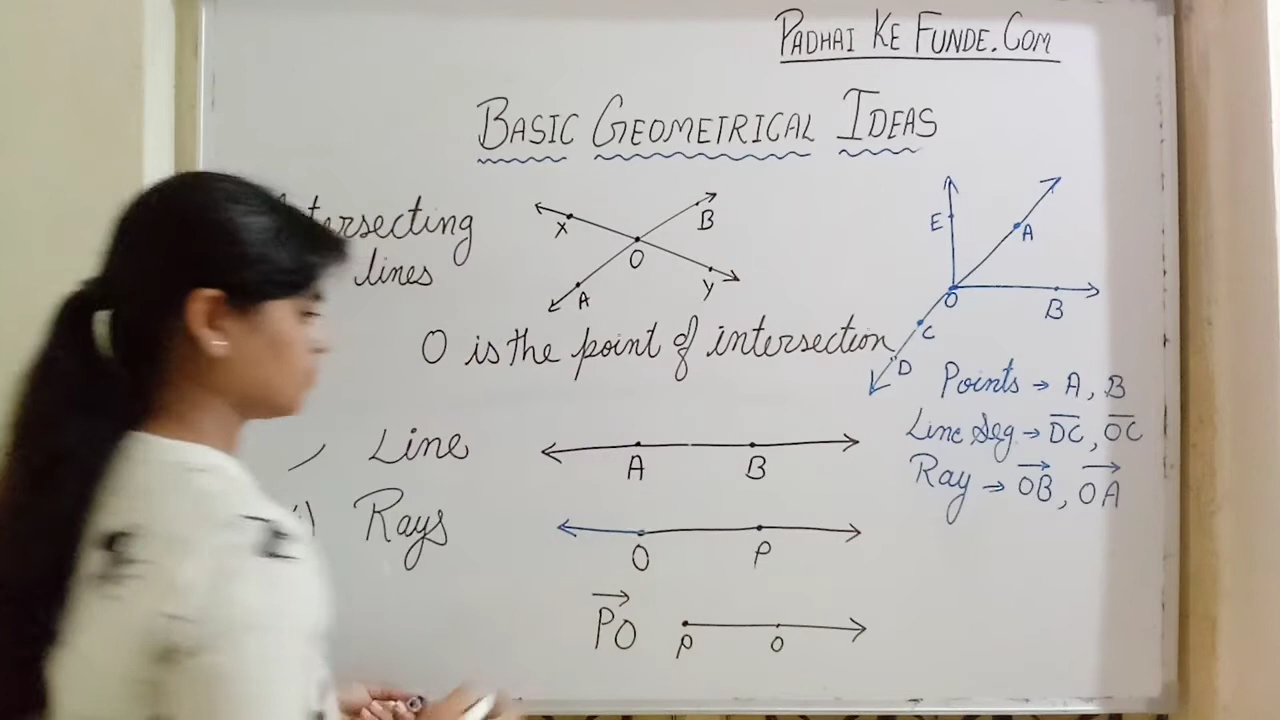 PADHAI KE FUNDE.COM
BASIC GEOMETRICAL IDEAS
lines
X B
O
A Y
O is the point of intersection
E A
O B
C
D
Points → A, B
Line Seg → DC, OC
Ray → OB, OA
Line
A B
Rays
O P
PO
P O